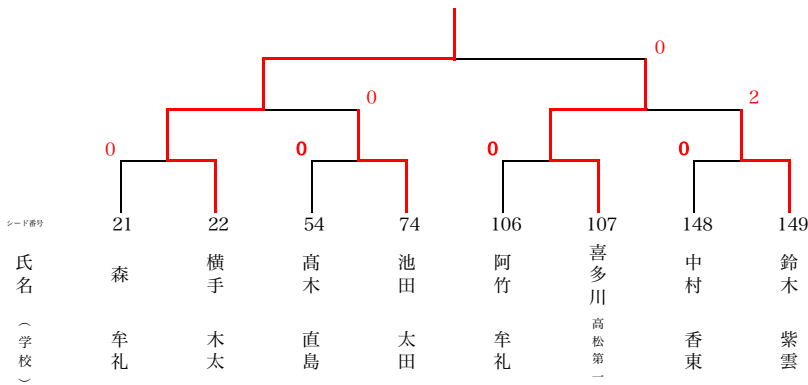 0
0
2
0
0
0
0
シード番号 21 22 54 74 106 107 148 149
氏名 森 横手 髙木 池田 阿竹 喜多川 中村 鈴木
（学校） 牟礼 木太 直島 太田 牟礼 高松第一 香東 紫雲